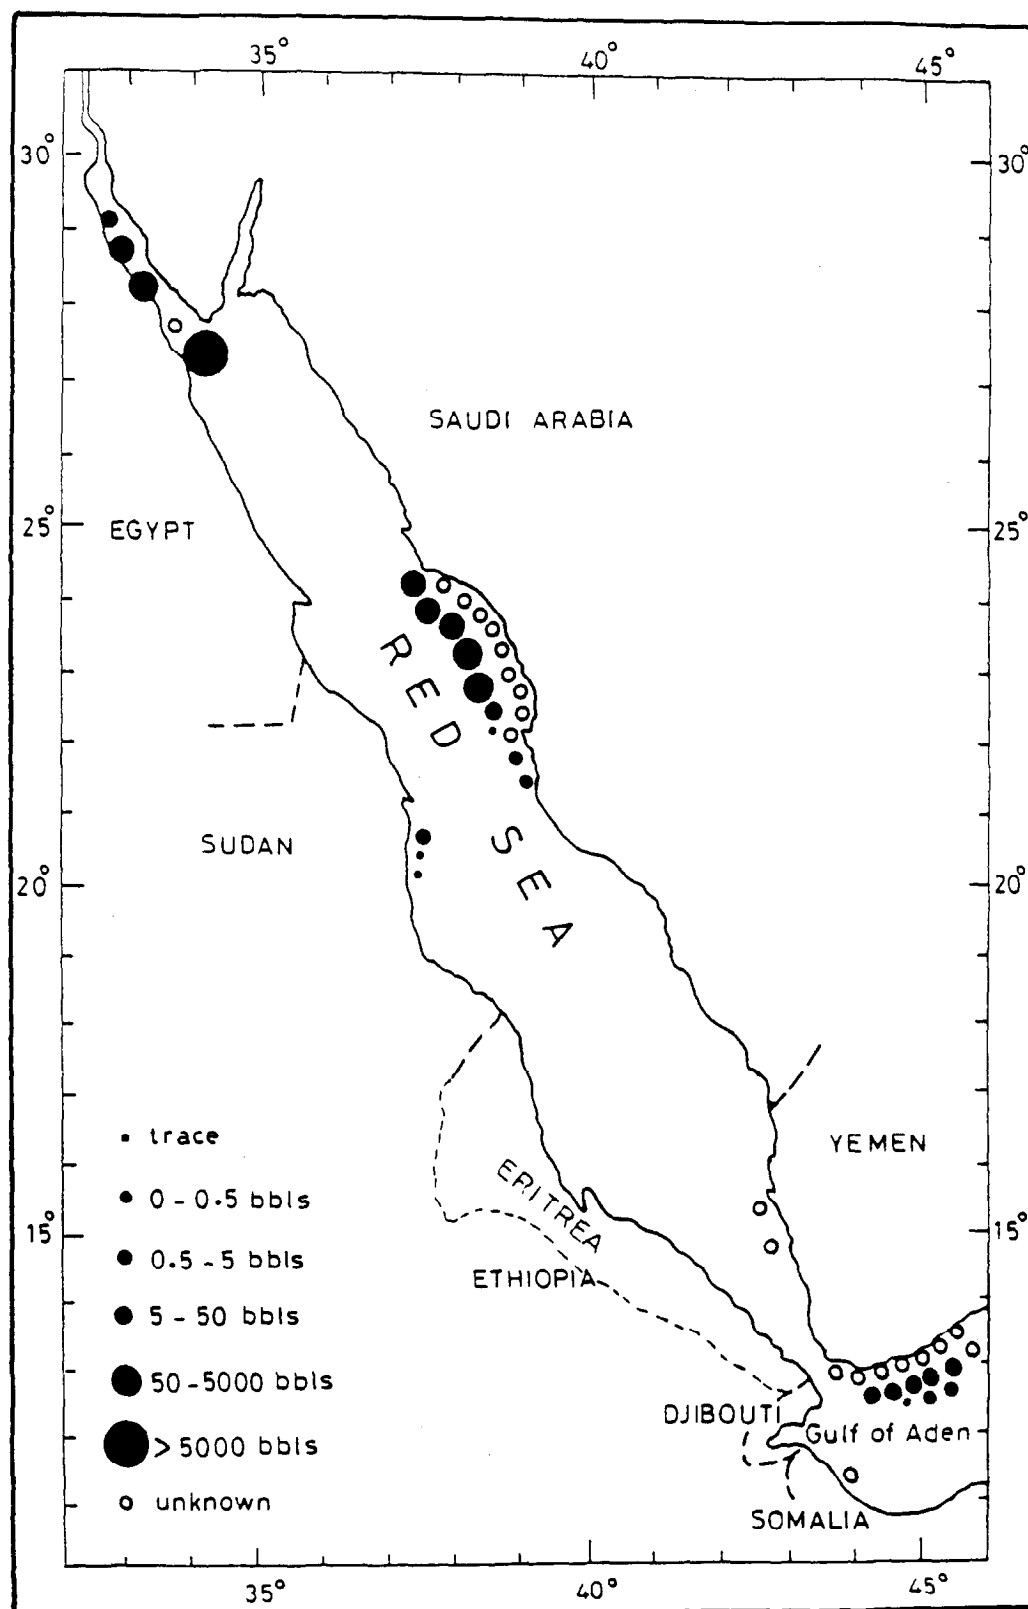 35° 40° 45°
30° 30°
SAUDI ARABIA
25° 25°
EGYPT
RED SEA
SUDAN
20° 20°
trace
YEMEN
0 - 0.5 bbls
ERITREA
15° 15°
0.5 - 5 bbls
ETHIOPIA
5 - 50 bbls
50-5000 bbls
DJIBOUTI
Gulf of Aden
> 5000 bbls
unknown
SOMALIA
35° 40° 45°